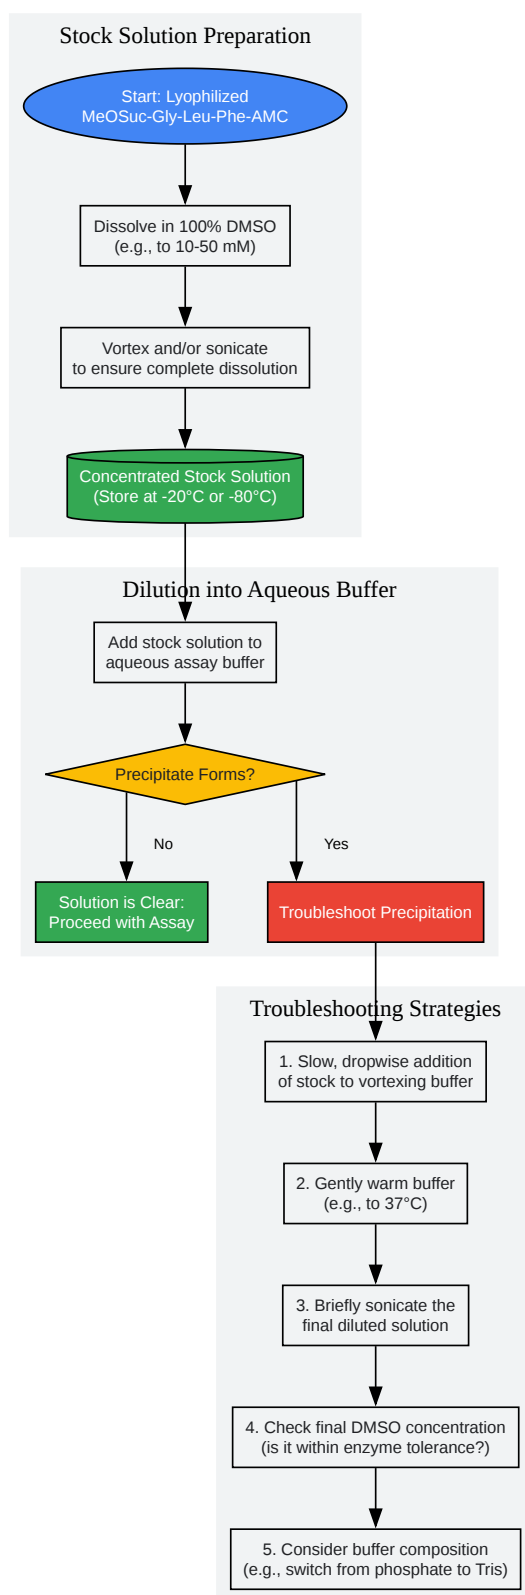 Stock Solution Preparation
Start: Lyophilized
MeOSuc-Gly-Leu-Phe-AMC
Dissolve in 100% DMSO
(e.g., to 10-50 mM)
Vortex and/or sonicate
to ensure complete dissolution
Concentrated Stock Solution
(Store at -20°C or -80°C)
Dilution into Aqueous Buffer
Add stock solution to
aqueous assay buffer
Precipitate Forms?
No
Yes
Solution is Clear:
Proceed with Assay
Troubleshoot Precipitation
Troubleshooting Strategies
1. Slow, dropwise addition
of stock to vortexing buffer
2. Gently warm buffer
(e.g., to 37°C)
3. Briefly sonicate the
final diluted solution
4. Check final DMSO concentration
(is it within enzyme tolerance?)
5. Consider buffer composition
(e.g., switch from phosphate to Tris)